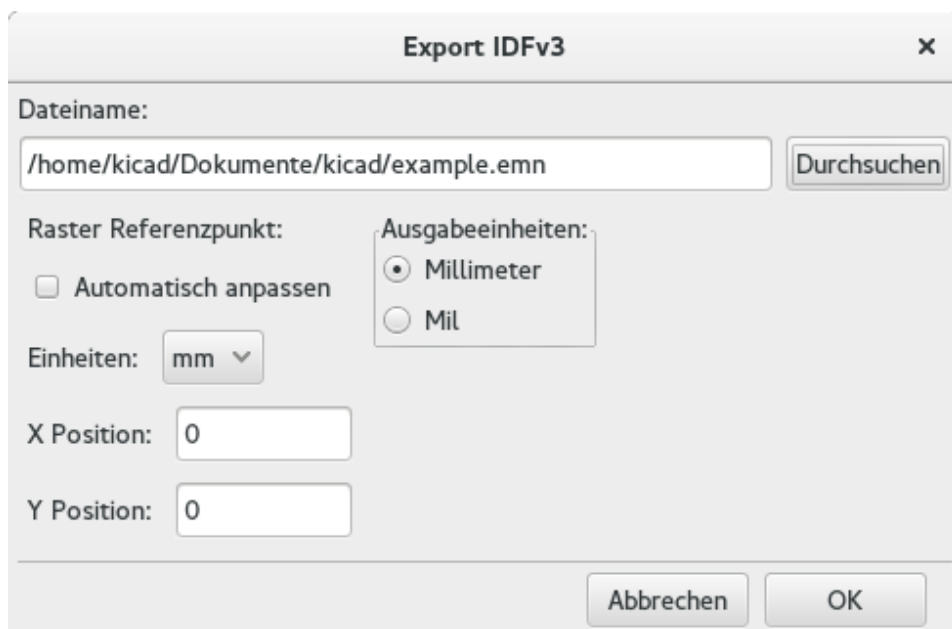 Export IDFv3
Dateiname:
/home/kicad/Dokumente/kicad/example.emn
Durchsuchen
Raster Referenzpunkt:
Automatisch anpassen
Einheiten: mm
X Position: 0
Y Position: 0
Ausgabeeinheiten:
Millimeter
Mil
Abbrechen
OK